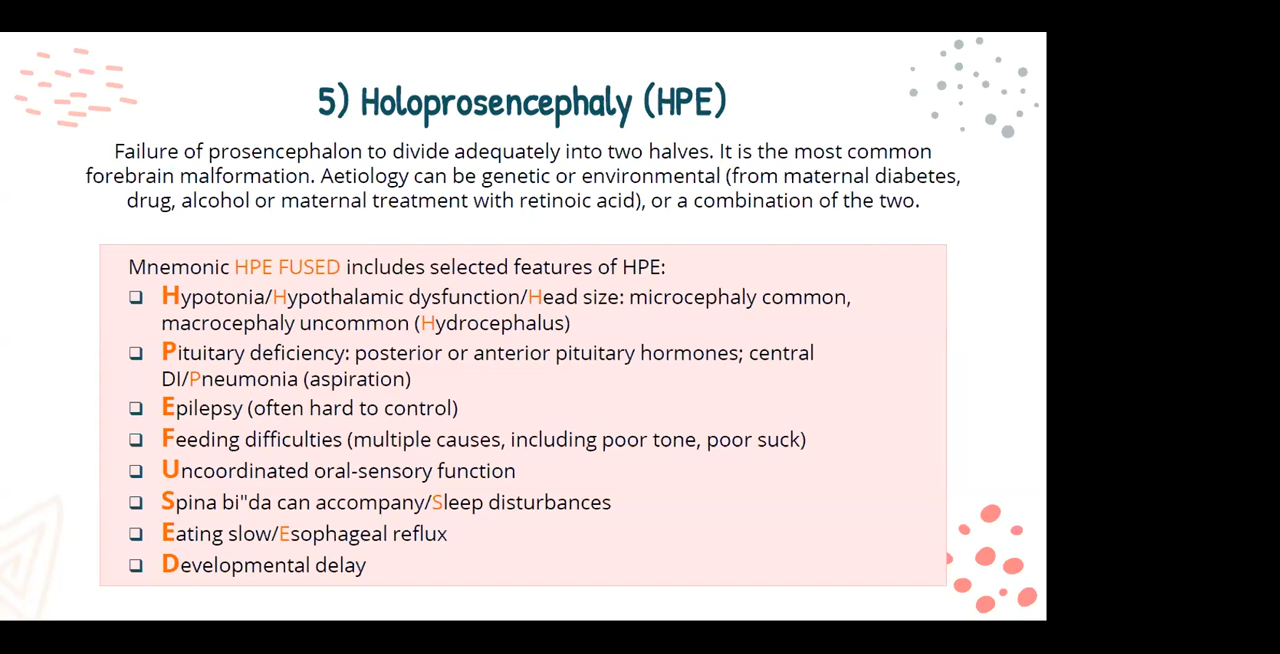 5) Holoprosencephaly (HPE)
Failure of prosencephalon to divide adequately into two halves. It is the most common
forebrain malformation. Aetiology can be genetic or environmental (from maternal diabetes,
drug, alcohol or maternal treatment with retinoic acid), or a combination of the two.
Mnemonic HPE FUSED includes selected features of HPE:
Hypotonia/Hypothalamic dysfunction/Head size: microcephaly common,
macrocephaly uncommon (Hydrocephalus)
Pituitary deficiency: posterior or anterior pituitary hormones; central
DI/Pneumonia (aspiration)
Epilepsy (often hard to control)
Feeding difficulties (multiple causes, including poor tone, poor suck)
Uncoordinated oral-sensory function
Spina bi"da can accompany/Sleep disturbances
Eating slow/Esophageal reflux
Developmental delay